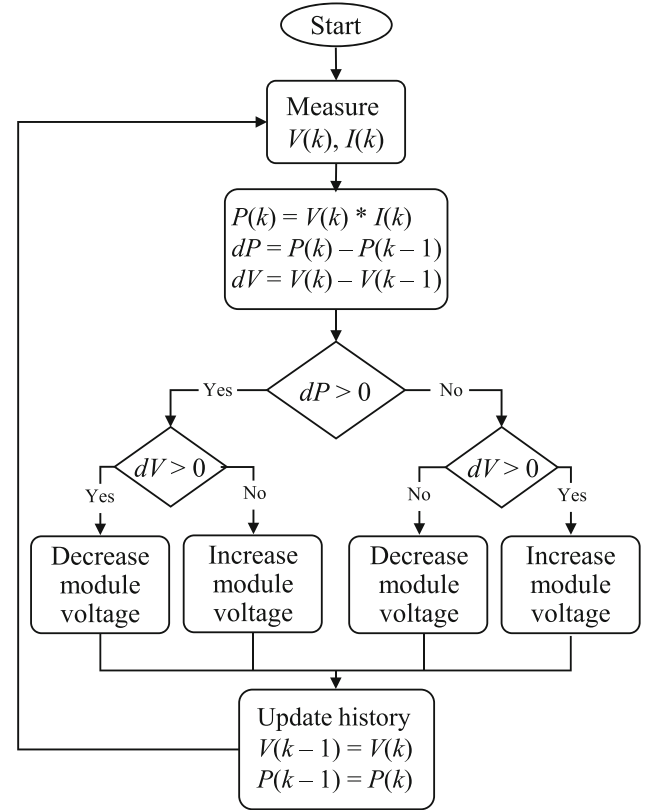 Start
Measure
V(k), I(k)
P(k) = V(k) * I(k)
dP = P(k) – P(k – 1)
dV = V(k) – V(k – 1)
Yes
dP > 0
No
dV > 0
dV > 0
Yes
No
No
Yes
Decrease
module
voltage
Increase
module
voltage
Decrease
module
voltage
Increase
module
voltage
Update history
V(k – 1) = V(k)
P(k – 1) = P(k)